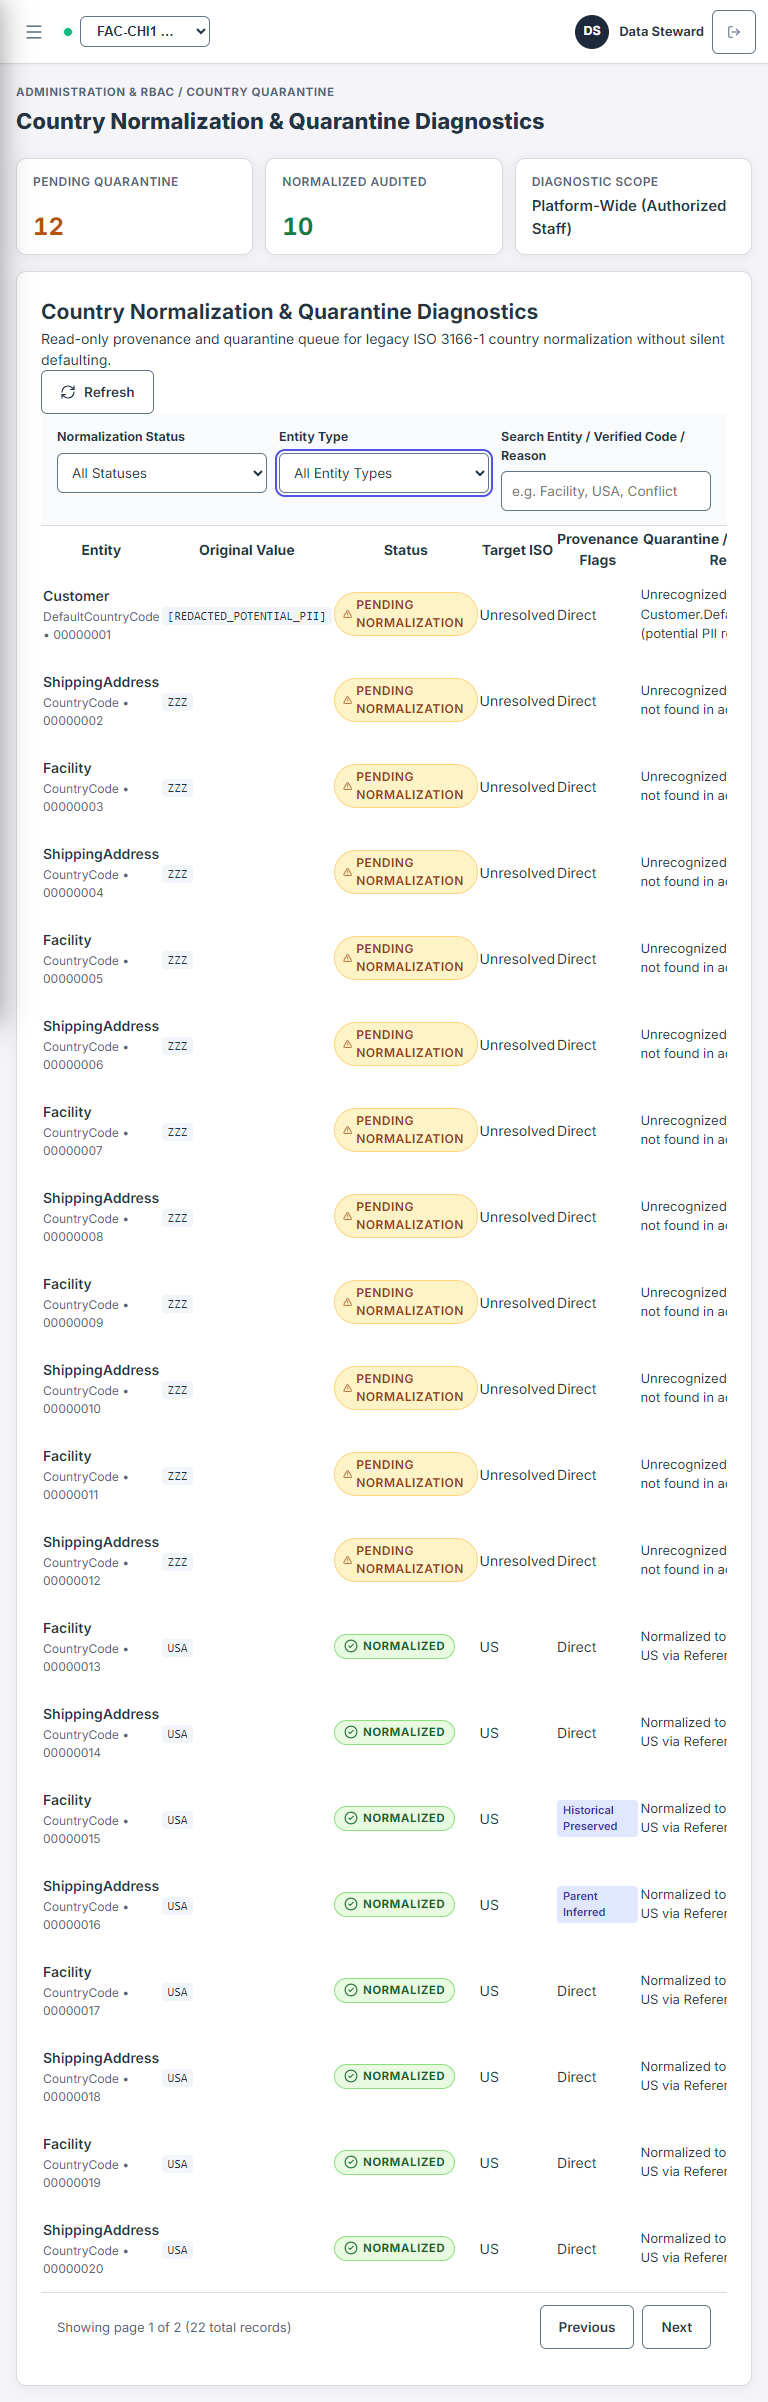 FAC-CHI1 ...
DS
Data Steward
ADMINISTRATION & RBAC / COUNTRY QUARANTINE
Country Normalization & Quarantine Diagnostics
PENDING QUARANTINE
12
NORMALIZED AUDITED
10
DIAGNOSTIC SCOPE
Platform-Wide (Authorized
Staff)
Country Normalization & Quarantine Diagnostics
Read-only provenance and quarantine queue for legacy ISO 3166-1 country normalization without silent
defaulting.
Refresh
Normalization Status
All Statuses
Entity Type
All Entity Types
Search Entity / Verified Code /
Reason
e.g. Facility, USA, Conflict
Entity
Original Value
Status
Target ISO
Provenance
Flags
Quarantine /
Re
Customer
DefaultCountryCode
• 00000001
[REDACTED_POTENTIAL_PII]
PENDING
NORMALIZATION
Unresolved
Direct
Unrecognized
Customer.Defa
(potential PII r
ShippingAddress
CountryCode •
00000002
ZZZ
PENDING
NORMALIZATION
Unresolved
Direct
Unrecognized
not found in a
Facility
CountryCode •
00000003
ZZZ
PENDING
NORMALIZATION
Unresolved
Direct
Unrecognized
not found in a
ShippingAddress
CountryCode •
00000004
ZZZ
PENDING
NORMALIZATION
Unresolved
Direct
Unrecognized
not found in a
Facility
CountryCode •
00000005
ZZZ
PENDING
NORMALIZATION
Unresolved
Direct
Unrecognized
not found in a
ShippingAddress
CountryCode •
00000006
ZZZ
PENDING
NORMALIZATION
Unresolved
Direct
Unrecognized
not found in a
Facility
CountryCode •
00000007
ZZZ
PENDING
NORMALIZATION
Unresolved
Direct
Unrecognized
not found in a
ShippingAddress
CountryCode •
00000008
ZZZ
PENDING
NORMALIZATION
Unresolved
Direct
Unrecognized
not found in a
Facility
CountryCode •
00000009
ZZZ
PENDING
NORMALIZATION
Unresolved
Direct
Unrecognized
not found in a
ShippingAddress
CountryCode •
00000010
ZZZ
PENDING
NORMALIZATION
Unresolved
Direct
Unrecognized
not found in a
Facility
CountryCode •
00000011
ZZZ
PENDING
NORMALIZATION
Unresolved
Direct
Unrecognized
not found in a
ShippingAddress
CountryCode •
00000012
ZZZ
PENDING
NORMALIZATION
Unresolved
Direct
Unrecognized
not found in a
Facility
CountryCode •
00000013
USA
NORMALIZED
US
Direct
Normalized to
US via Refere
ShippingAddress
CountryCode •
00000014
USA
NORMALIZED
US
Direct
Normalized to
US via Refere
Facility
CountryCode •
00000015
USA
NORMALIZED
US
Historical
Preserved
Normalized to
US via Refere
ShippingAddress
CountryCode •
00000016
USA
NORMALIZED
US
Parent
Inferred
Normalized to
US via Refere
Facility
CountryCode •
00000017
USA
NORMALIZED
US
Direct
Normalized to
US via Refere
ShippingAddress
CountryCode •
00000018
USA
NORMALIZED
US
Direct
Normalized to
US via Refere
Facility
CountryCode •
00000019
USA
NORMALIZED
US
Direct
Normalized to
US via Refere
ShippingAddress
CountryCode •
00000020
USA
NORMALIZED
US
Direct
Normalized to
US via Refere
Showing page 1 of 2 (22 total records)
Previous
Next